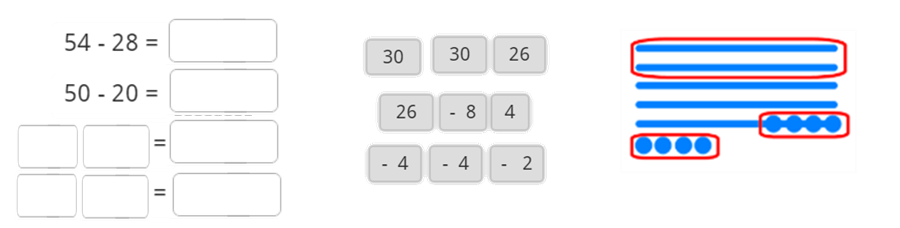 54 - 28 =
50 - 20 =
=
=
30 30 26
26 - 8 4
- 4 - 4 - 2